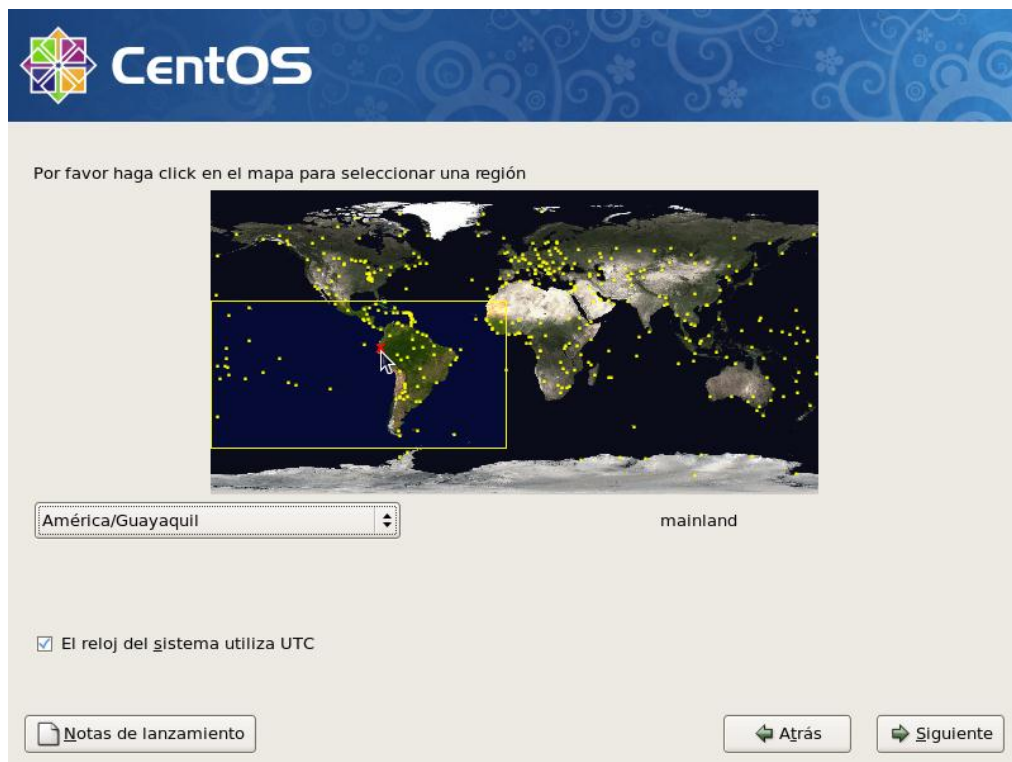 CentOS
Por favor haga click en el mapa para seleccionar una región
América/Guayaquil
mainland
El reloj del sistema utiliza UTC
Notas de lanzamiento
Atrás
Siguiente